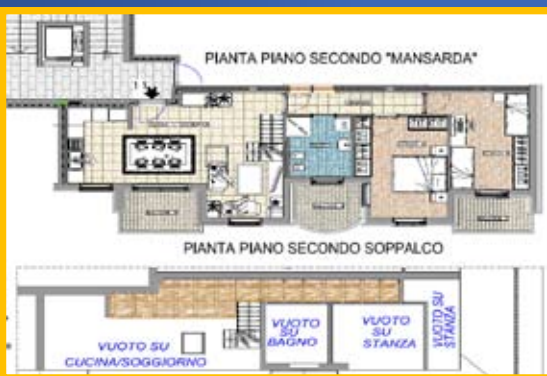 PIANTA PIANO SECONDO "MANSARDA"
PIANTA PIANO SECONDO SOPPALCO
VUOTO SU
CUCINA/SOGGIORNO
VUOTO
SU
BAGNO
VUOTO
SU
STANZA
VUOTO
SU
STANZA